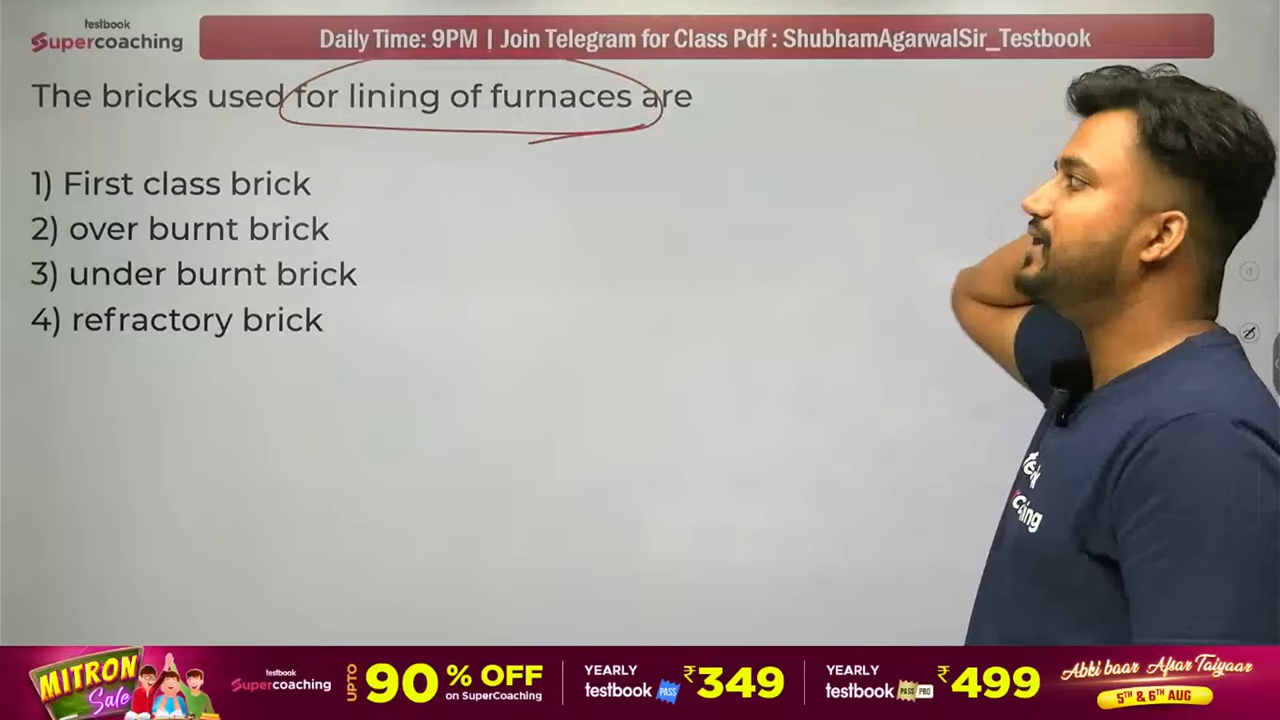 testbook
Supercoaching
Daily Time: 9PM | Join Telegram for Class Pdf : ShubhamAgarwalSir_Testbook
The bricks used for lining of furnaces are
1) First class brick
2) over burnt brick
3) under burnt brick
4) refractory brick
MITRON
Sale
testbook
Supercoaching
UPTO
90
% OFF
on SuperCoaching
YEARLY
testbook PASS
₹349
YEARLY
testbook PASS PRO
₹499
Abki baar Afsar Taiyaar
5TH & 6TH AUG